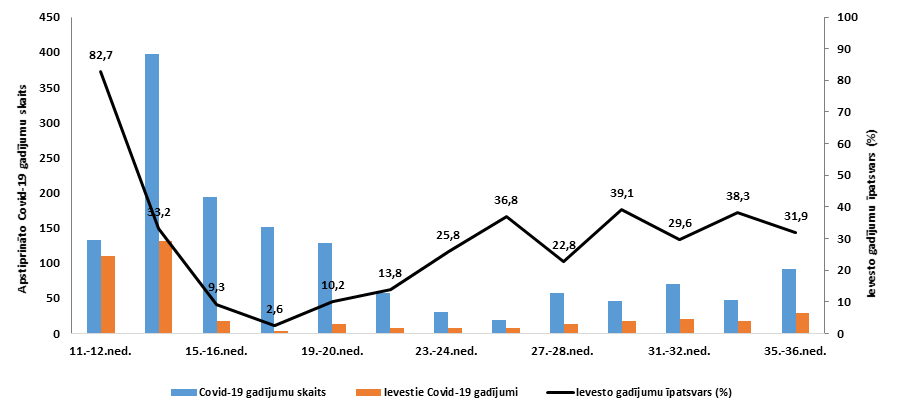 450
400
350
300
250
200
150
100
50
0
Apstiprināto Covid-19 gadījumu skaits
100
90
80
70
60
50
40
30
20
10
0
Ievesto gadījumu īpatsvars (%)
82,7
33,2
9,3
2,6
10,2
13,8
25,8
36,8
22,8
39,1
29,6
38,3
31,9
11.-12.ned.
15.-16.ned.
19.-20.ned.
23.-24.ned.
27.-28.ned.
31.-32.ned.
35.-36.ned.
Covid-19 gadījumu skaits
Ievestie Covid-19 gadījumi
Ievesto gadījumu īpatsvars (%)